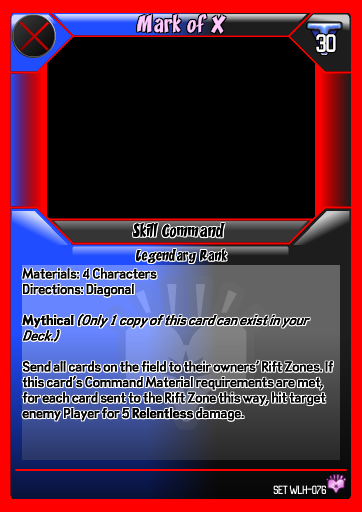 Mark of X
30
Skill Command
Legendary Rank
Materials: 4 Characters
Directions: Diagonal
Mythical (Only 1 copy of this card can exist in your
Deck.)
Send all cards on the field to their owners' Rift Zones. If
this card's Command Material requirements are met,
for each card sent to the Rift Zone this way, hit target
enemy Player for 5 Relentless damage.
SET WLH-076